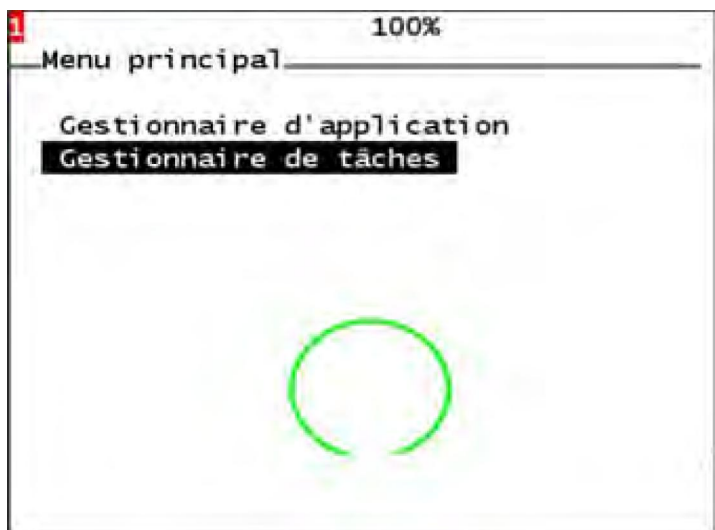 1 100%
Menu principal
Gestionnaire d'application
Gestionnaire de tâches